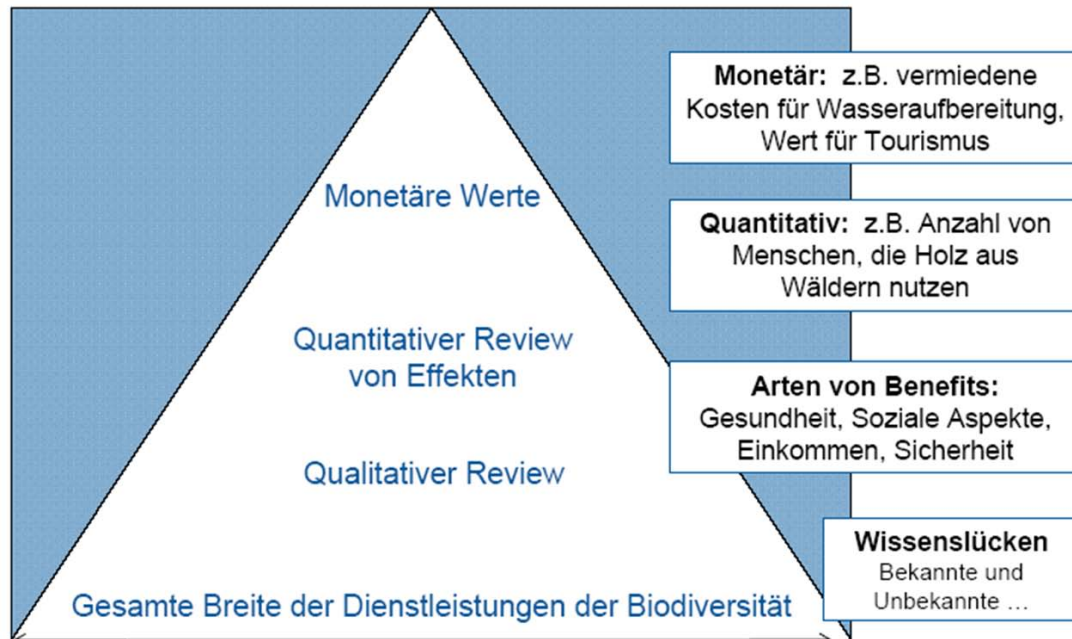 Monetäre Werte
Quantitativer Review
von Effekten
Qualitativer Review
Gesamte Breite der Dienstleistungen der Biodiversität
Monetär: z.B. vermiedene
Kosten für Wasseraufbereitung,
Wert für Tourismus
Quantitativ: z.B. Anzahl von
Menschen, die Holz aus
Wäldern nutzen
Arten von Benefits:
Gesundheit, Soziale Aspekte,
Einkommen, Sicherheit
Wissenslücken
Bekannte und
Unbekannte ...